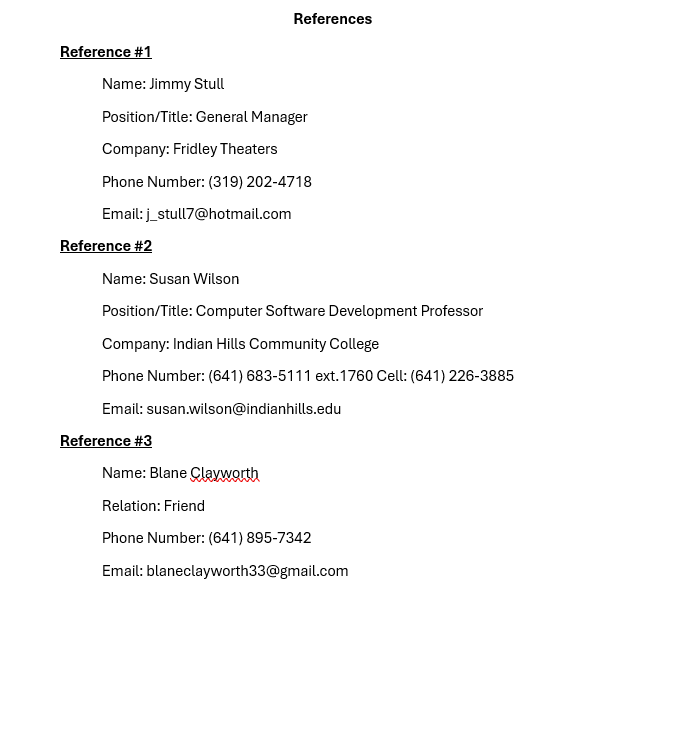 References
Reference #1
Name: Jimmy Stull
Position/Title: General Manager
Company: Fridley Theaters
Phone Number: (319) 202-4718
Email: j_stull7@hotmail.com
Reference #2
Name: Susan Wilson
Position/Title: Computer Software Development Professor
Company: Indian Hills Community College
Phone Number: (641) 683-5111 ext.1760 Cell: (641) 226-3885
Email: susan.wilson@indianhills.edu
Reference #3
Name: Blane Clayworth
Relation: Friend
Phone Number: (641) 895-7342
Email: blaneclayworth33@gmail.com